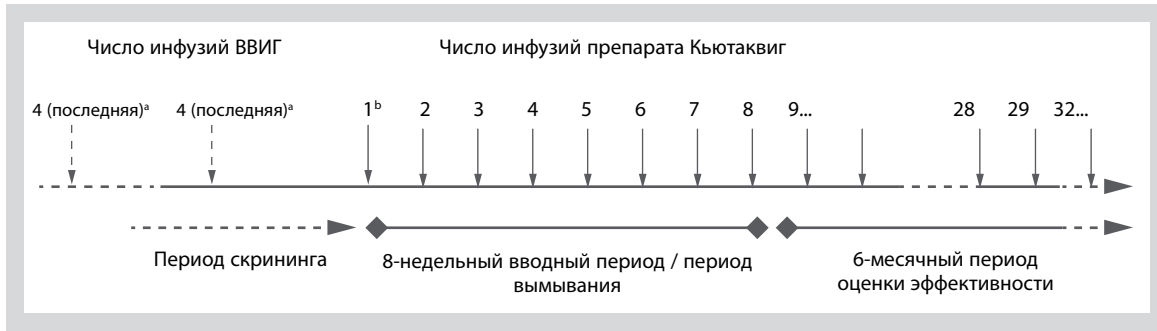 Число инфузий ВВИГ
Число инфузий препарата Кьютаквиг
4 (последняя)ᵃ 4 (последняя)ᵃ 1ᵇ 2 3 4 5 6 7 8 9... 28 29 32...
Период скрининга
8-недельный вводный период / период
вымывания
6-месячный период
оценки эффективности